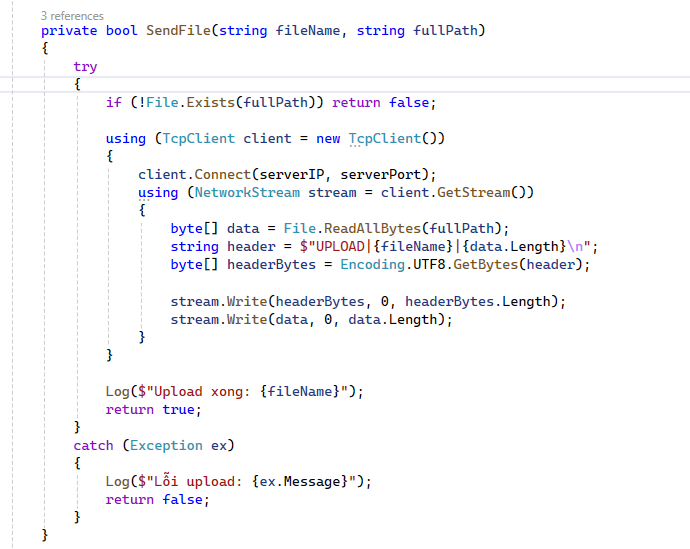 3 references
private bool SendFile(string fileName, string fullPath)
{
try
{
if (!File.Exists(fullPath)) return false;
using (TcpClient client = new TcpClient())
{
client.Connect(serverIP, serverPort);
using (NetworkStream stream = client.GetStream())
{
byte[] data = File.ReadAllBytes(fullPath);
string header = $"UPLOAD|{fileName}|{data.Length}\n";
byte[] headerBytes = Encoding.UTF8.GetBytes(header);
stream.Write(headerBytes, 0, headerBytes.Length);
stream.Write(data, 0, data.Length);
}
}
Log($"Upload xong: {fileName}");
return true;
}
catch (Exception ex)
{
Log($"Lỗi upload: {ex.Message}");
return false;
}
}